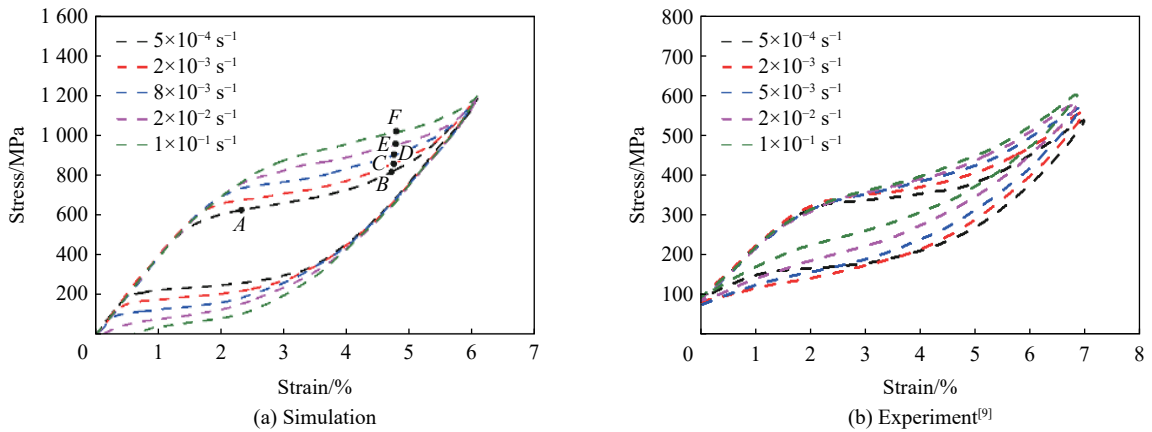 1 600
1 400
1 200
1 000
800
600
400
200
0
1
2
3
4
5
6
7
Stress/MPa
Strain/%
5×10⁻⁴ s⁻¹
2×10⁻³ s⁻¹
8×10⁻³ s⁻¹
2×10⁻² s⁻¹
1×10⁻¹ s⁻¹
F
E
D
C
B
A
(a) Simulation
800
700
600
500
400
300
200
100
0
1
2
3
4
5
6
7
8
Stress/MPa
Strain/%
5×10⁻⁴ s⁻¹
2×10⁻³ s⁻¹
5×10⁻³ s⁻¹
2×10⁻² s⁻¹
1×10⁻¹ s⁻¹
(b) Experiment[9]